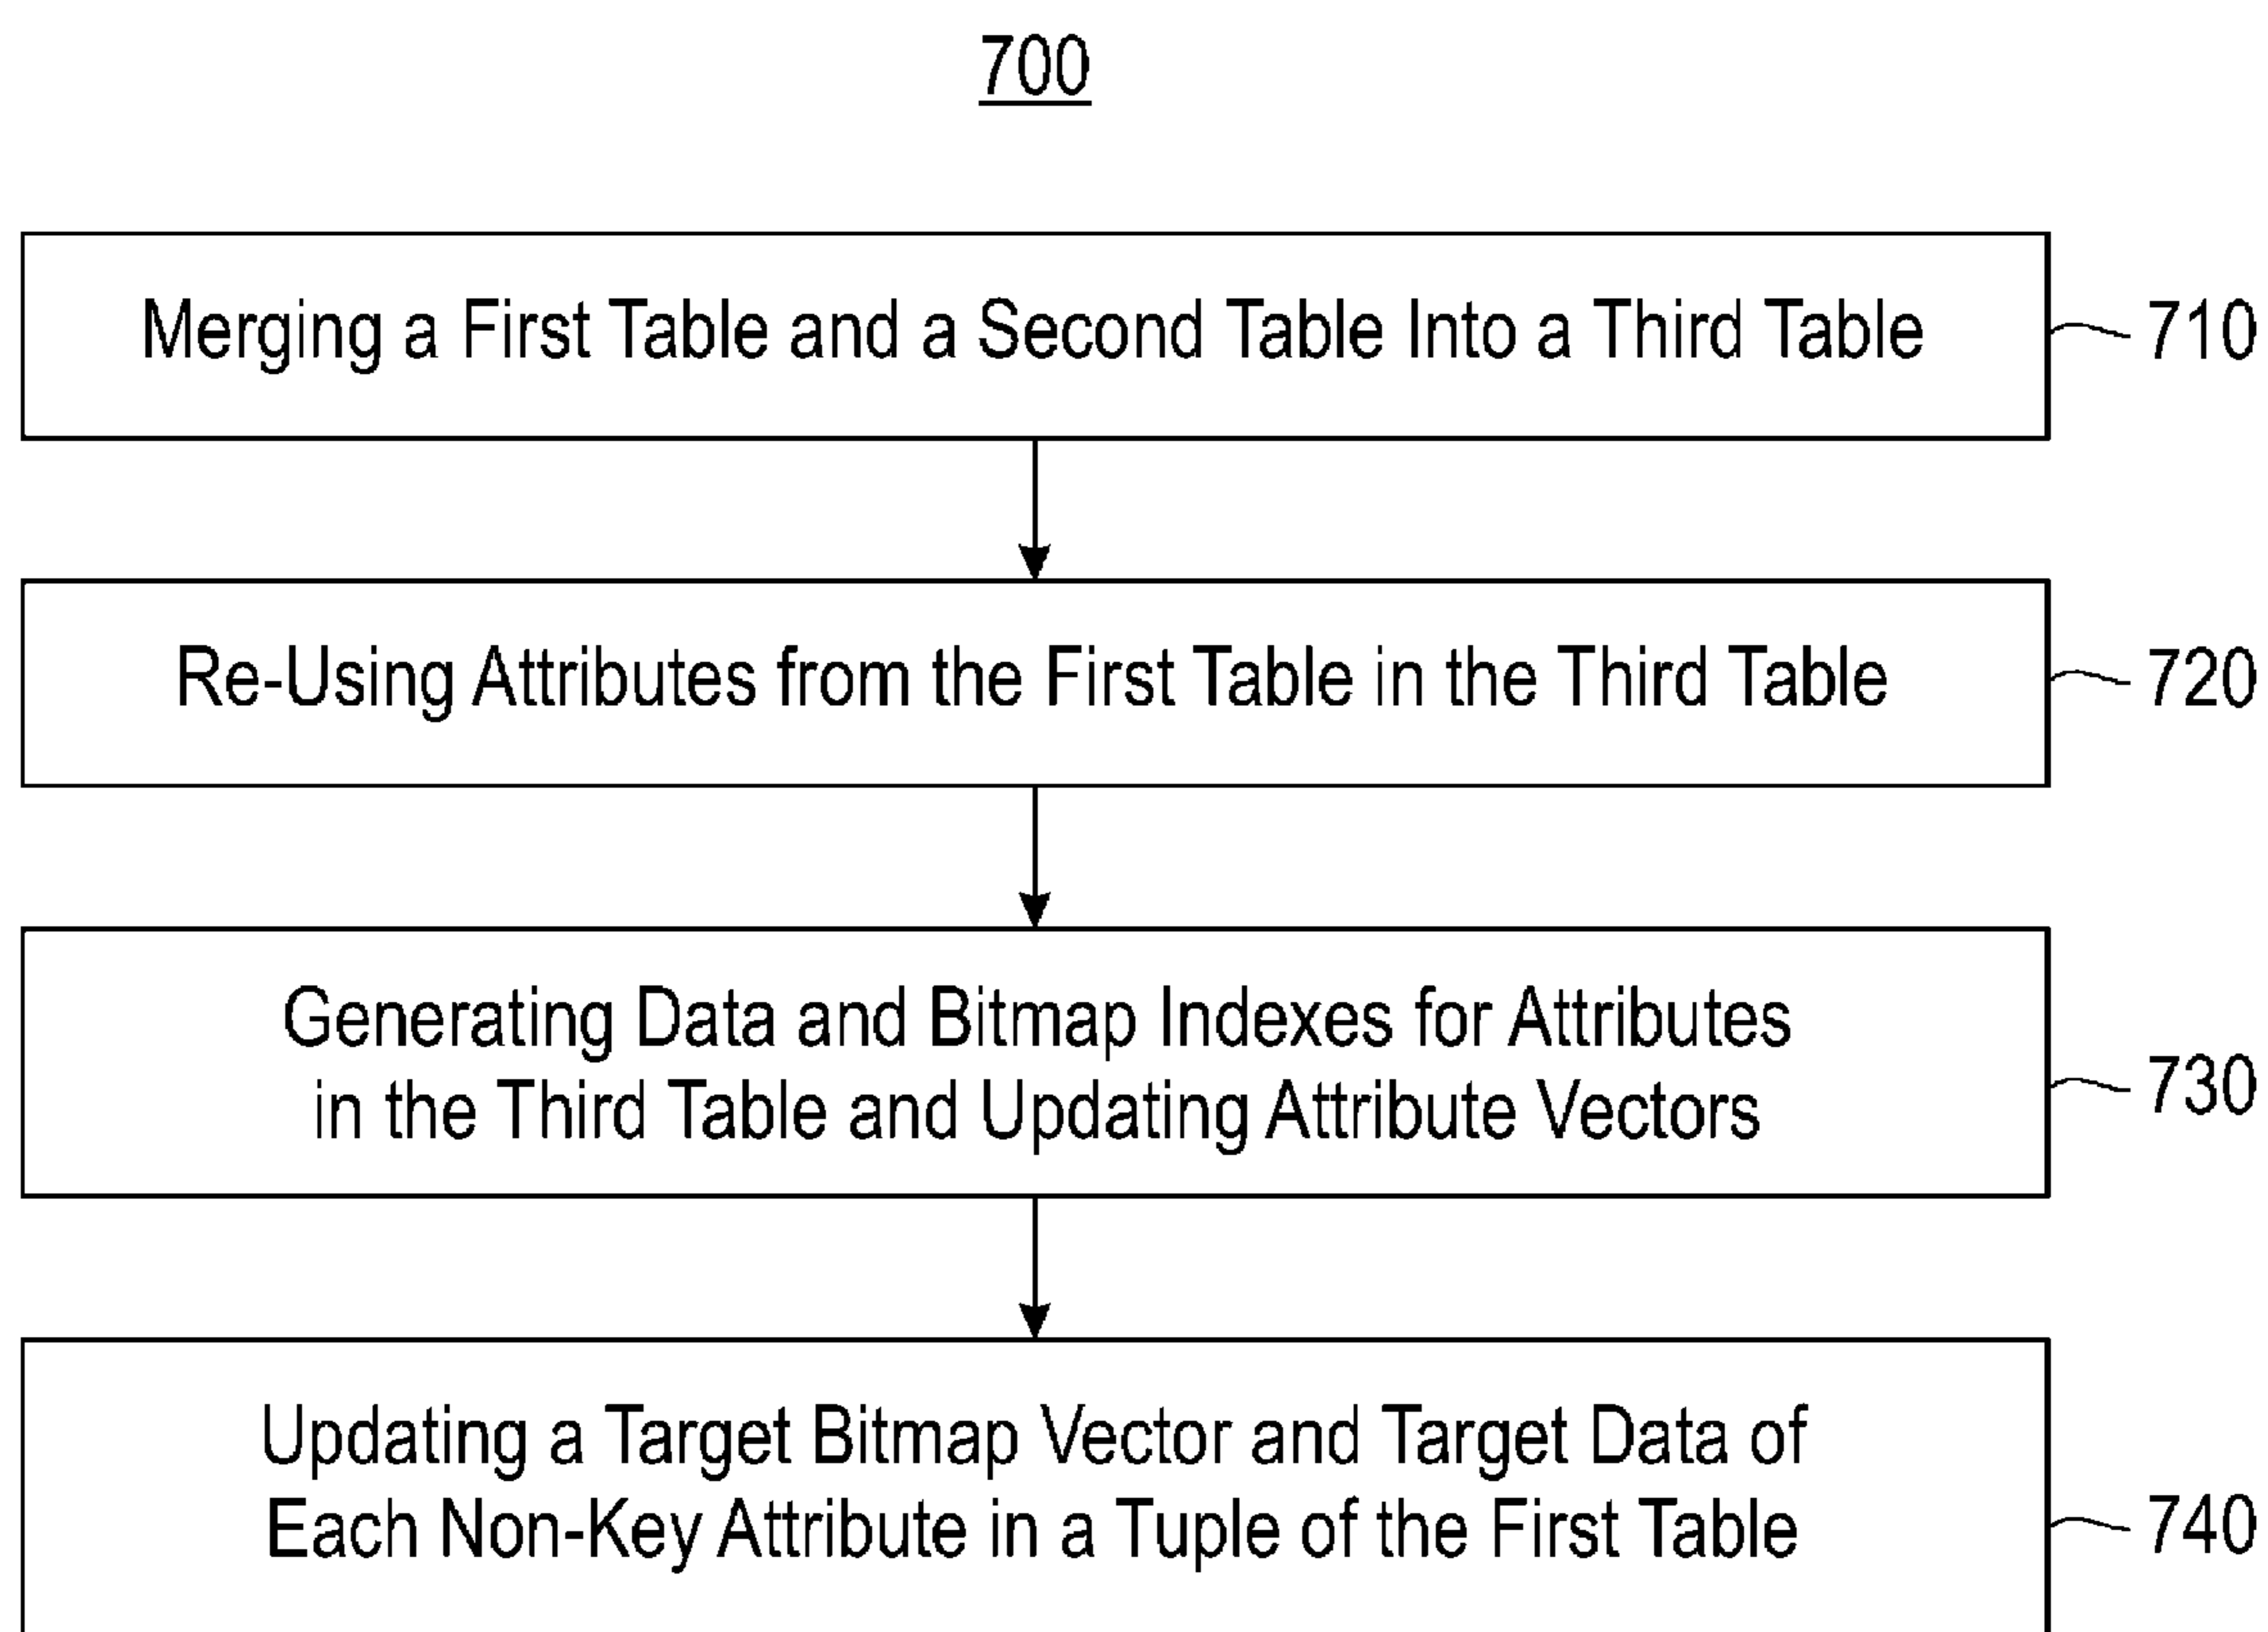 700
Merging a First Table and a Second Table Into a Third Table
710
Re-Using Attributes from the First Table in the Third Table
720
Generating Data and Bitmap Indexes for Attributes
in the Third Table and Updating Attribute Vectors
730
Updating a Target Bitmap Vector and Target Data of
Each Non-Key Attribute in a Tuple of the First Table
740